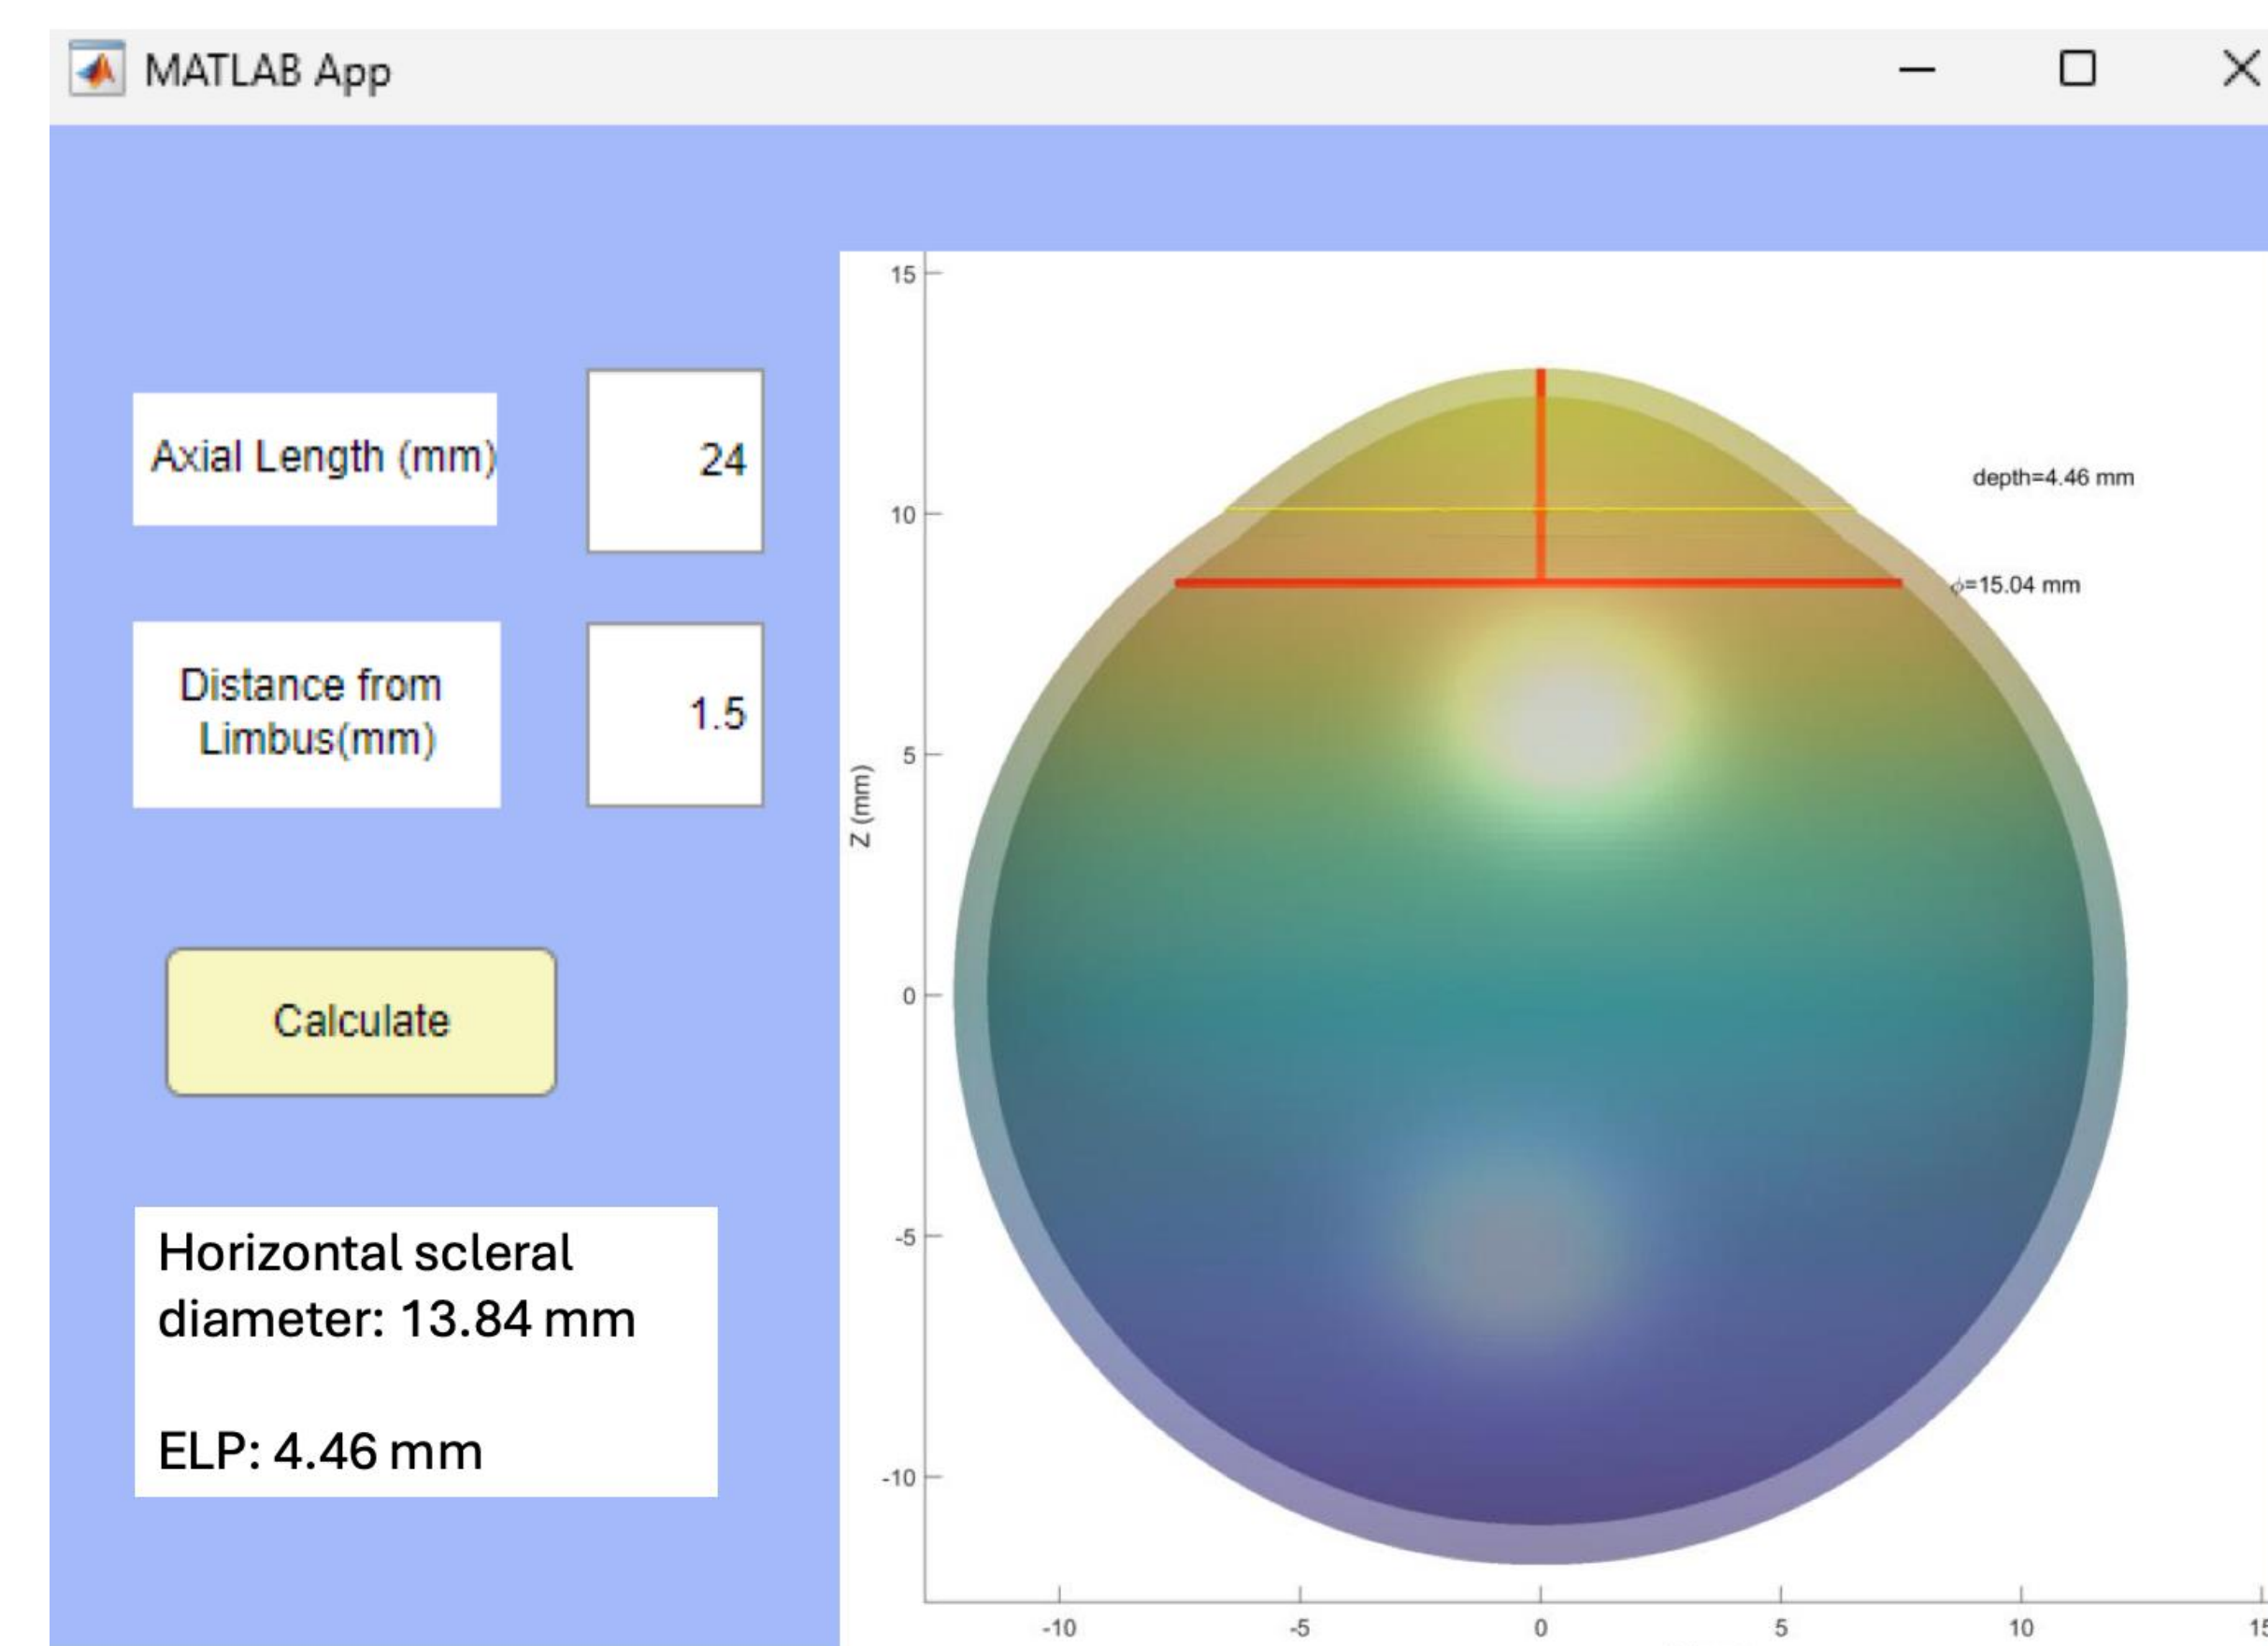 MATLAB App
Axial Length (mm)
24
Distance from
Limbus(mm)
1.5
Calculate
Horizontal scleral
diameter: 13.84 mm
ELP: 4.46 mm
15
10
5
0
-5
-10
Z (mm)
depth=4.46 mm
ϕ=15.04 mm
-10
-5
0
5
10